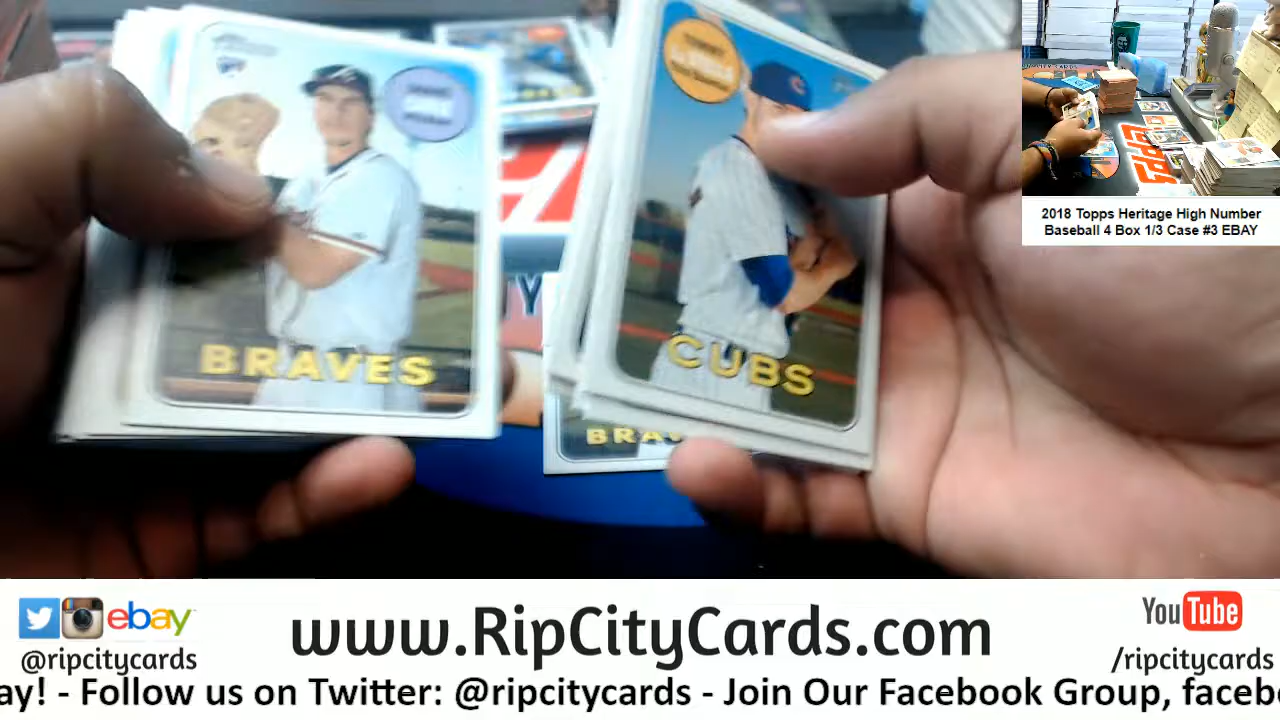 BRAVES
CUBS
BRAV
Y
2018 Topps Heritage High Number
Baseball 4 Box 1/3 Case #3 EBAY
ebay
@ripcitycards
www.RipCityCards.com
YouTube
/ripcitycards
ay! - Follow us on Twitter: @ripcitycards - Join Our Facebook Group, faceb